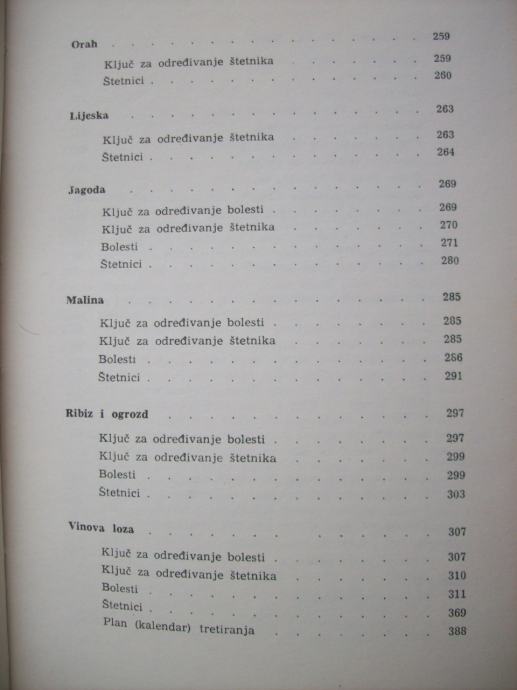 Orah . . . . . . . . . . . . . 259
Ključ za određivanje štetnika . . . . . . 259
Štetnici . . . . . . . . . . . . 260
Lijeska . . . . . . . . . . . . . 263
Ključ za određivanje štetnika . . . . . . 263
Štetnici . . . . . . . . . . . . 264
Jagoda . . . . . . . . . . . . . 269
Ključ za određivanje bolesti . . . . . . . 269
Ključ za određivanje štetnika . . . . . . 270
Bolesti . . . . . . . . . . . . 271
Štetnici . . . . . . . . . . . . 280
Malina . . . . . . . . . . . . . 285
Ključ za određivanje bolesti . . . . . . . 285
Ključ za određivanje štetnika . . . . . . 285
Bolesti . . . . . . . . . . . . 286
Štetnici . . . . . . . . . . . . 291
Ribiz i ogrozd . . . . . . . . . . . 297
Ključ za određivanje bolesti . . . . . . . 297
Ključ za određivanje štetnika . . . . . . 299
Bolesti . . . . . . . . . . . . 299
Štetnici . . . . . . . . . . . . 303
Vinova loza . . . . . . . . . . . 307
Ključ za određivanje bolesti . . . . . . . 307
Ključ za određivanje štetnika . . . . . . 310
Bolesti . . . . . . . . . . . . 311
Štetnici . . . . . . . . . . . . 369
Plan (kalendar) tretiranja . . . . . . . 388